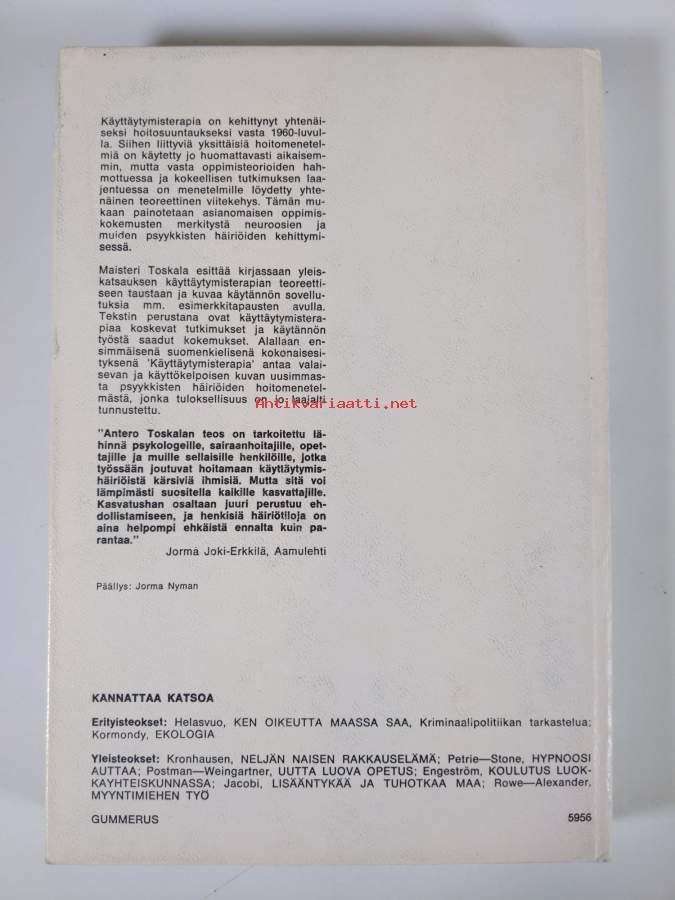 Käyttäytymisterapia on kehittynyt yhtenäi-
seksi hoitosuuntaukseksi vasta 1960-luvul-
la. Siihen liittyviä yksittäisiä hoitomenetel-
miä on käytetty jo huomattavasti aikaisem-
min, mutta vasta oppimisteorioiden hah-
mottuessa ja kokeellisen tutkimuksen laa-
jentuessa on menetelmille löydetty yhte-
näinen teoreettinen viitekehys. Tämän mu-
kaan painotetaan asianomaisen oppimis-
kokemusten merkitystä neuroosien ja
muiden psyykkisten häiriöiden kehittymi-
sessä.
Maisteri Toskala esittää kirjassaan yleis-
katsauksen käyttäytymisterapian teoreetti-
seen taustaan ja kuvaa käytännön sovellu-
tuksia mm. esimerkkitapausten avulla.
Tekstin perustana ovat käyttäytymistera-
piaa koskevat tutkimukset ja käytännön
työstä saadut kokemukset. Alallaan en-
simmäisenä suomenkielisenä kokonaisesi-
tyksenä 'Käyttäytymisterapia' antaa valai-
sevan ja käyttökelpoisen kuvan uusimmas-
ta psyykkisten häiriöiden hoitomenetel-
mästä, jonka tuloksellisuus on jo laajalti
tunnustettu.
Antikvariaatti.net
"Antero Toskalan teos on tarkoitettu lä-
hinnä psykologeille, sairaanhoitajille, opet-
tajille ja muille sellaisille henkilöille, jotka
työssään joutuvat hoitamaan käyttäytymis-
häiriöistä kärsiviä ihmisiä. Mutta sitä voi
lämpimästi suositella kaikille kasvattajille.
Kasvatushan osaltaan juuri perustuu eh-
dollistamiseen, ja henkisiä häiriötiloja on
aina helpompi ehkäistä ennalta kuin pa-
rantaa."
Jorma Joki-Erkkilä, Aamulehti
Päällys: Jorma Nyman
KANNATTAA KATSOA
Erityisteokset: Helasvuo, KEN OIKEUTTA MAASSA SAA, Kriminaalipolitiikan tarkastelua;
Kormondy, EKOLOGIA
Yleisteokset: Kronhausen, NELJÄN NAISEN RAKKAUSELÄMÄ; Petrie—Stone, HYPNOOSI
AUTTAA; Postman—Weingartner, UUTTA LUOVA OPETUS; Engeström, KOULUTUS LUOK-
KAYHTEISKUNNASSA; Jacobi, LISÄÄNTYKÄÄ JA TUHOTKAA MAA; Rowe—Alexander,
MYYNTIMIEHEN TYÖ
GUMMERUS 5956